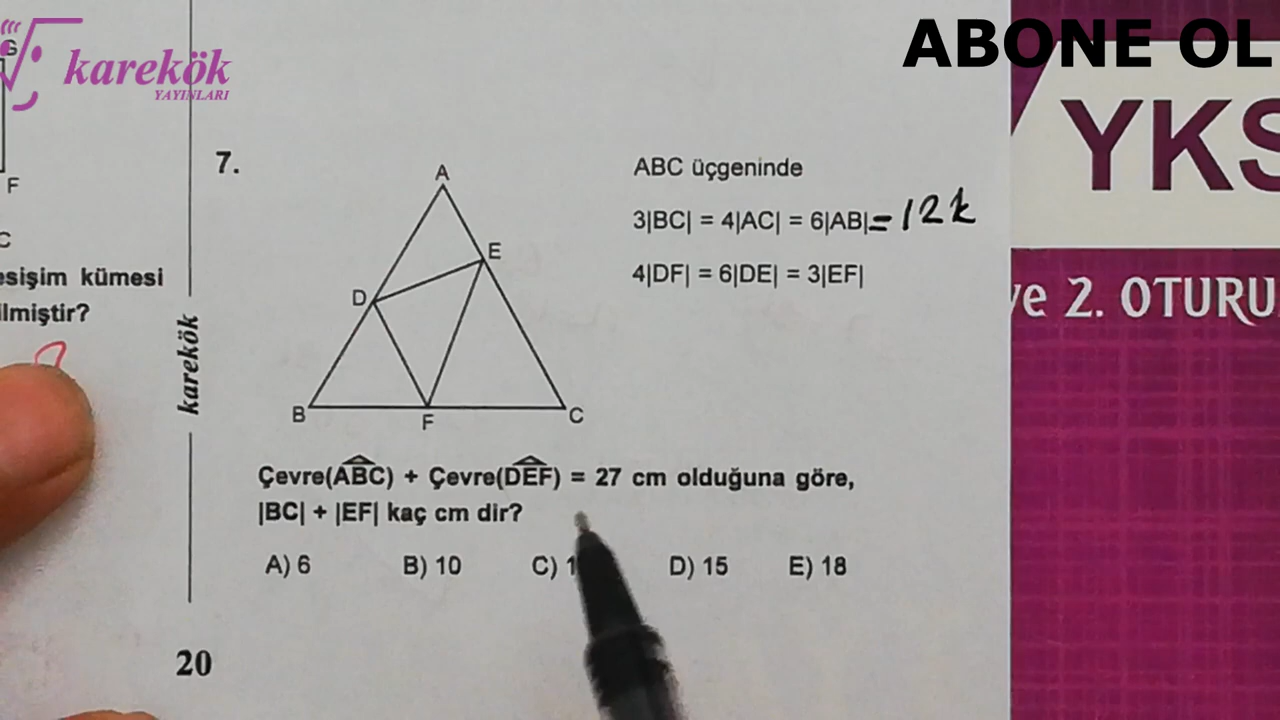 ABONE OL
karekök
YAYINLARI
G
F
C
esişim kümesi
ilmiştir?
karekök
20
7.
A
E
D
B
F
C
ABC üçgeninde
3|BC| = 4|AC| = 6|AB| = 12k
4|DF| = 6|DE| = 3|EF|
Çevre(ABC) + Çevre(DEF) = 27 cm olduğuna göre,
|BC| + |EF| kaç cm dir?
A) 6 B) 10 C) 1 D) 15 E) 18
YKS
ve 2. OTURU